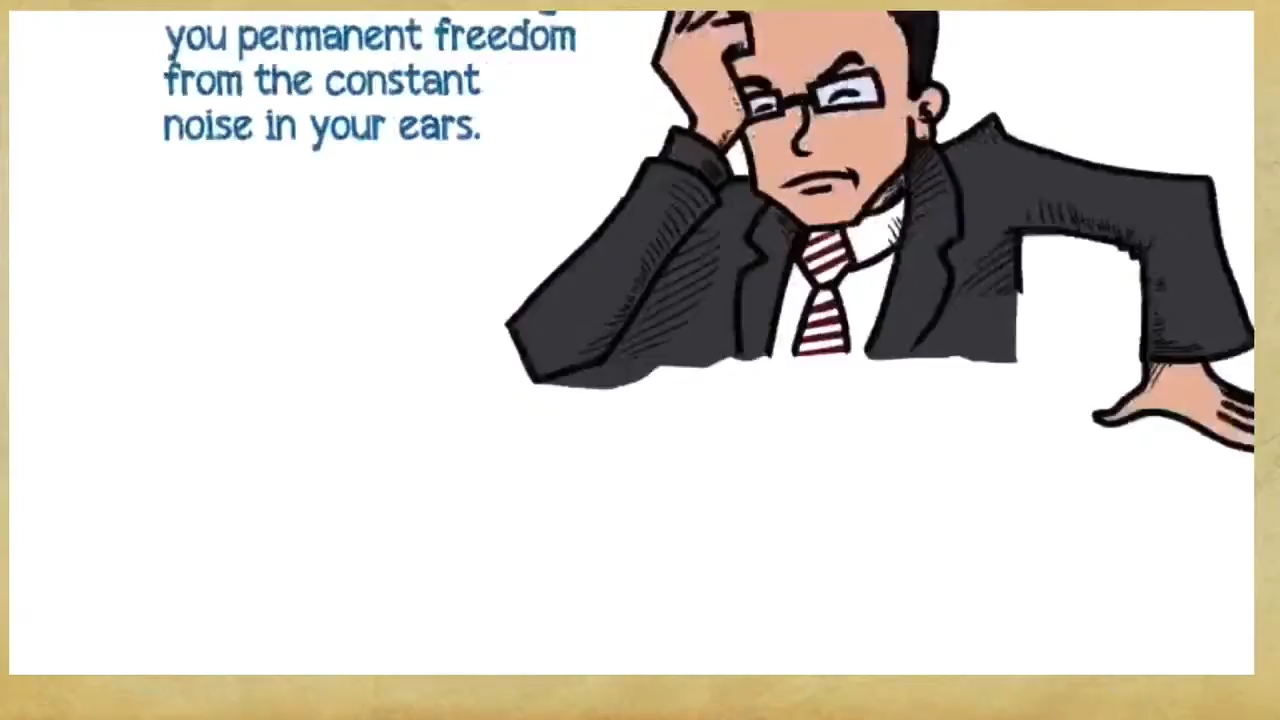 you permanent freedom
from the constant
noise in your ears.